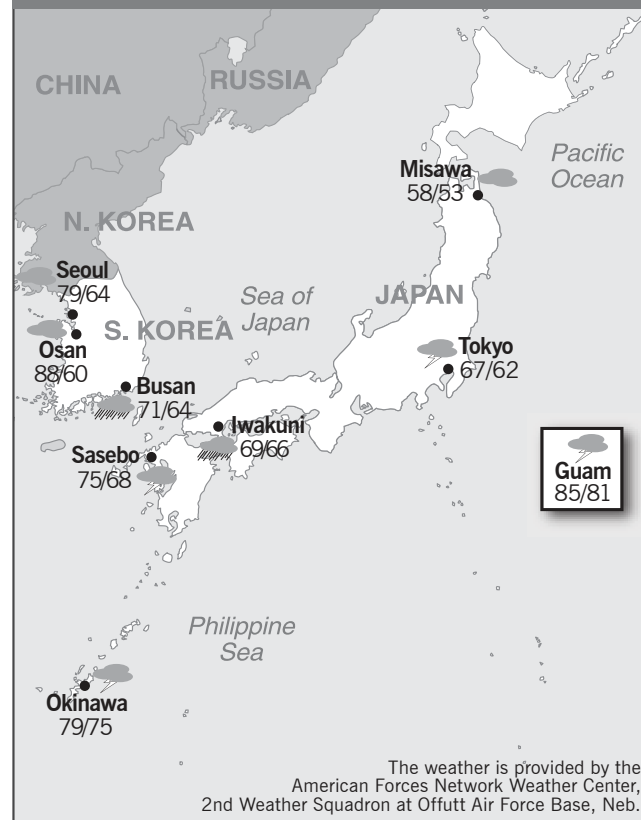 CHINA
RUSSIA
Pacific
Ocean
Misawa
58/53
N. KOREA
Seoul
79/64
Sea of
Japan
JAPAN
S. KOREA
Osan
88/60
Tokyo
67/62
Busan
71/64
Iwakuni
69/66
Sasebo
75/68
Guam
85/81
Philippine
Sea
Okinawa
79/75
The weather is provided by the
American Forces Network Weather Center,
2nd Weather Squadron at Offutt Air Force Base, Neb.